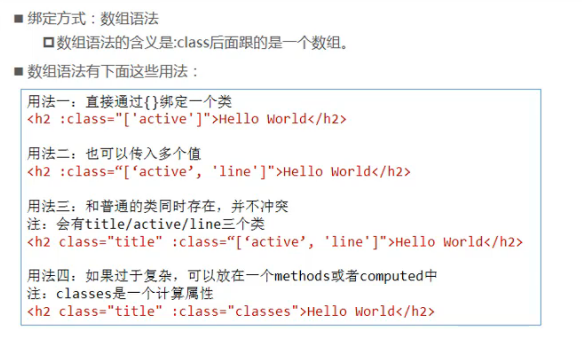 ■ 绑定方式：数组语法
□ 数组语法的含义是:class后面跟的是一个数组。
■ 数组语法有下面这些用法：
用法一：直接通过{}绑定一个类
<h2 :class="['active']">Hello World</h2>
用法二：也可以传入多个值
<h2 :class=“[‘active’, 'line']">Hello World</h2>
用法三：和普通的类同时存在，并不冲突
注：会有title/active/line三个类
<h2 class="title" :class=“[‘active’, 'line']">Hello World</h2>
用法四：如果过于复杂，可以放在一个methods或者computed中
注：classes是一个计算属性
<h2 class="title" :class="classes">Hello World</h2>